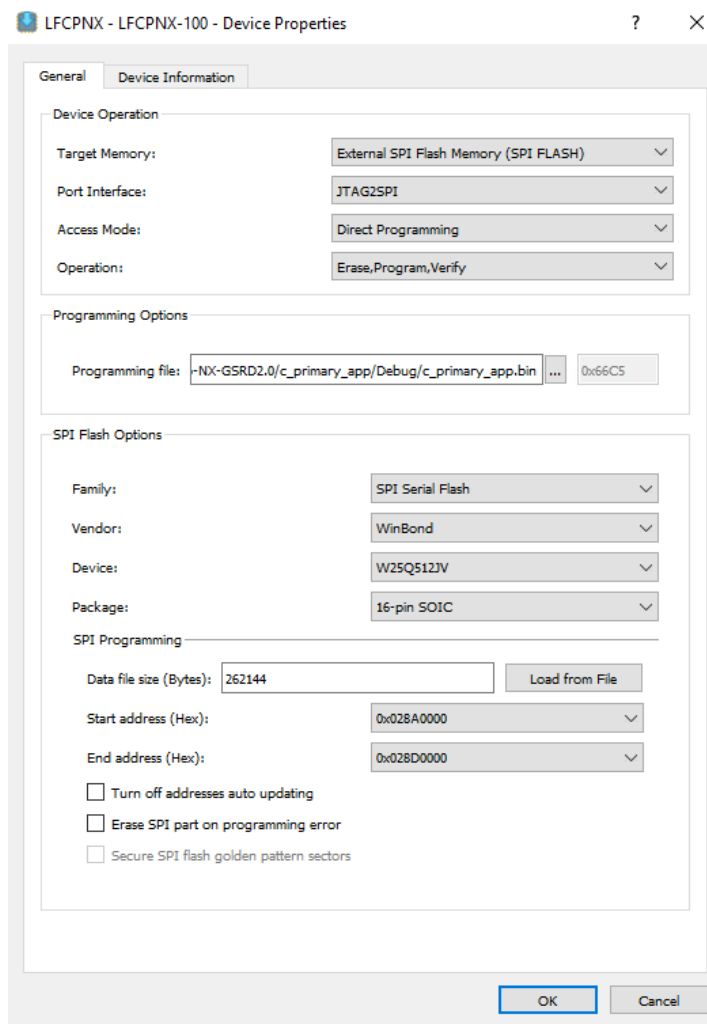 LFCPNX - LFCPNX-100 - Device Properties ?
General Device Information
Device Operation
Target Memory: External SPI Flash Memory (SPI FLASH)
Port Interface: JTAG2SPI
Access Mode: Direct Programming
Operation: Erase,Program,Verify
Programming Options
Programming file: -NX-GSRD2.0/c_primary_app/Debug/c_primary_app.bin ... 0x66C5
SPI Flash Options
Family: SPI Serial Flash
Vendor: WinBond
Device: W25Q512JV
Package: 16-pin SOIC
SPI Programming
Data file size (Bytes): 262144 Load from File
Start address (Hex): 0x028A0000
End address (Hex): 0x028D0000
Turn off addresses auto updating
Erase SPI part on programming error
Secure SPI flash golden pattern sectors
OK Cancel